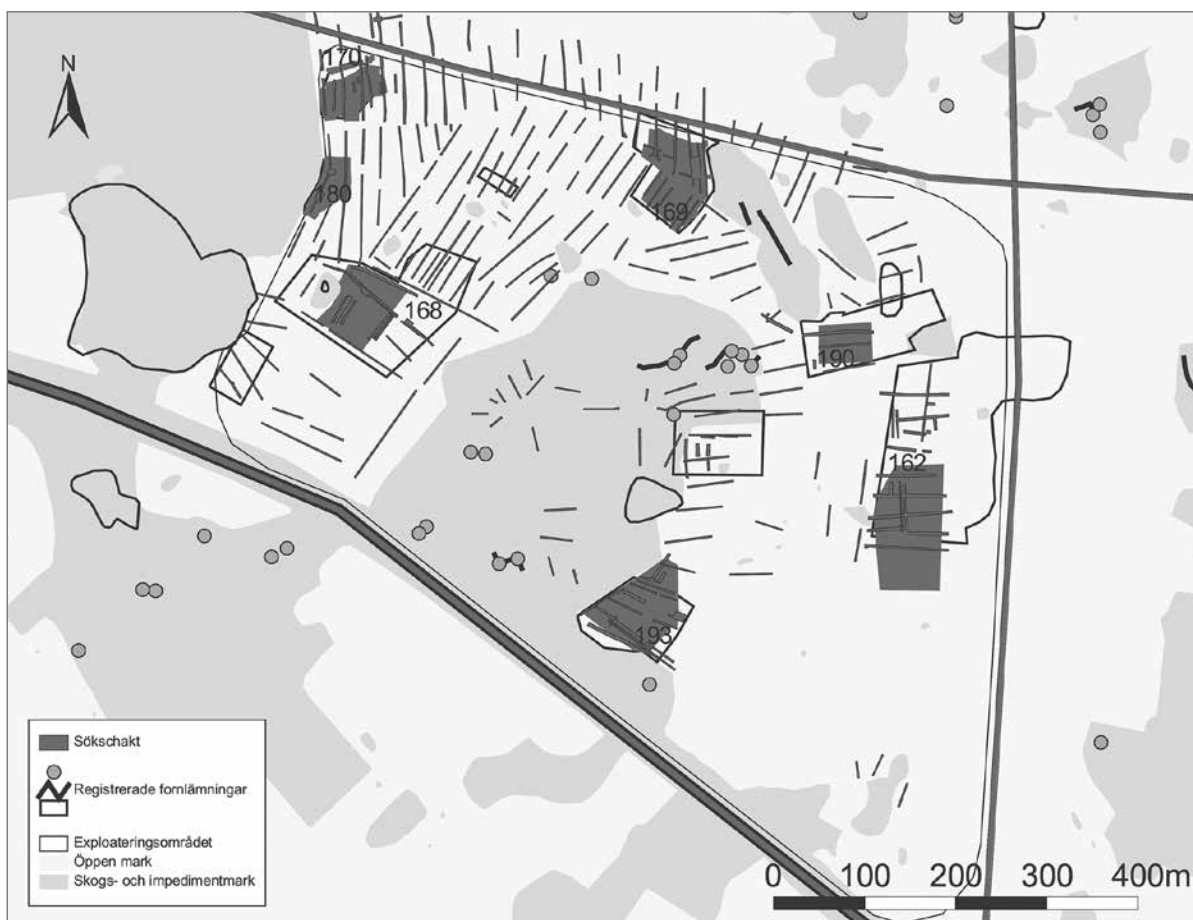 170
N
180
169
168
190
162
193
Sökschakt
Registrerade fornlämningar
Exploateringsområdet
Öppen mark
Skogs- och impedimentmark
0 100 200 300 400m